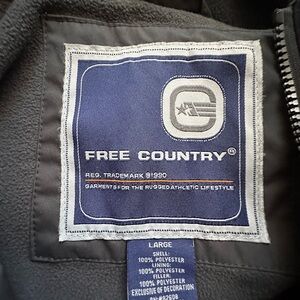 FREE COUNTRY®
REG. TRADEMARK ©1990
GARMENTS FOR THE RUGGED ATHLETIC LIFESTYLE
LARGE
SHELL:
100% POLYESTER
LINING:
100% POLYESTER
FILLER:
100% POLYESTER
EXCLUSIVE OF DECORATION